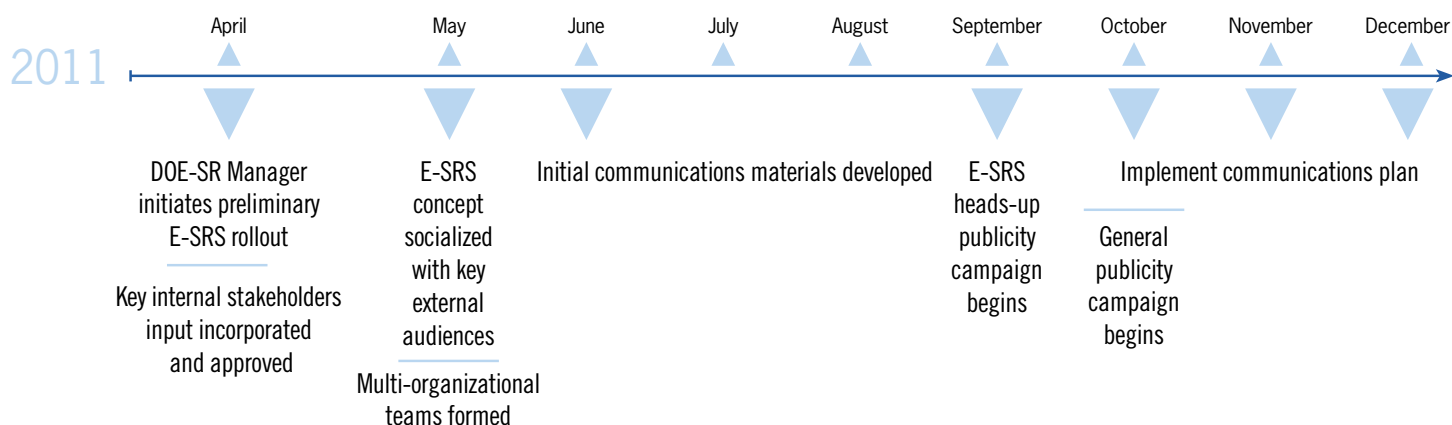 April May June July August September October November December
2011
DOE-SR Manager
initiates preliminary
E-SRS rollout
Key internal stakeholders
input incorporated
and approved
E-SRS
concept
socialized
with key
external
audiences
Multi-organizational
teams formed
Initial communications materials developed
E-SRS
heads-up
publicity
campaign
begins
Implement communications plan
General
publicity
campaign
begins